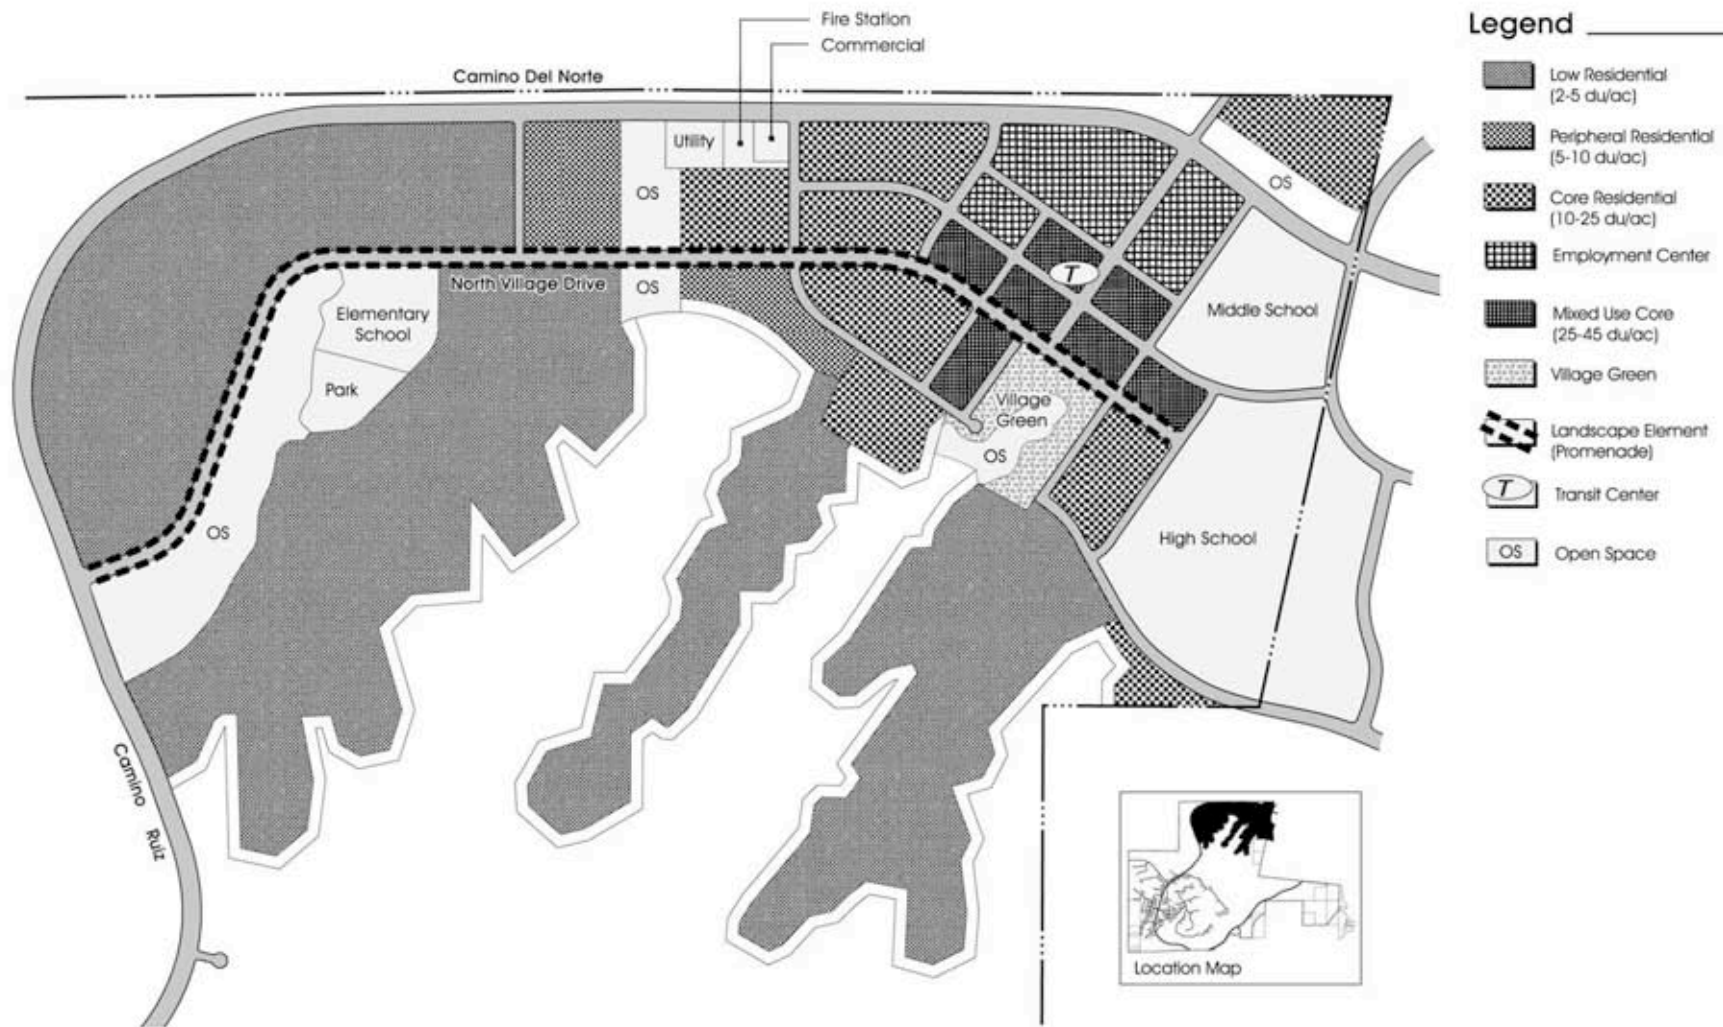 Fire Station
Commercial
Camino Del Norte
Utility
OS
OS
North Village Drive
OS
Elementary
School
Park
Middle School
T
Village
Green
OS
OS
High School
Camino Ruiz
Location Map
Legend
Low Residential
(2-5 du/ac)
Peripheral Residential
(5-10 du/ac)
Core Residential
(10-25 du/ac)
Employment Center
Mixed Use Core
(25-45 du/ac)
Village Green
Landscape Element
(Promenade)
T
Transit Center
OS
Open Space